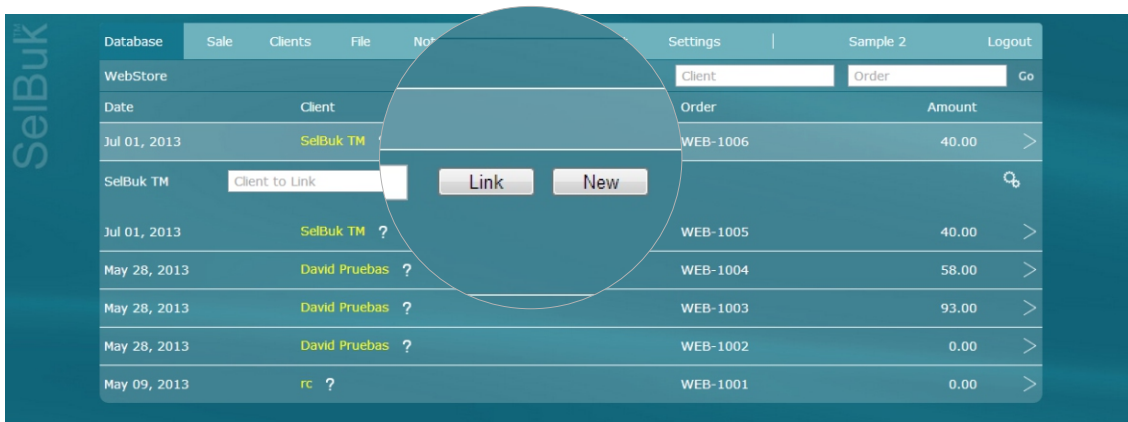 SelBuk™
Database Sale Clients File Settings | Sample 2 Logout
WebStore Client Order Go
Date Client Order Amount
Jul 01, 2013 SelBuk TM WEB-1006 40.00 >
SelBuk TM Client to Link Link New
Jul 01, 2013 SelBuk TM ? WEB-1005 40.00 >
May 28, 2013 David Pruebas ? WEB-1004 58.00 >
May 28, 2013 David Pruebas ? WEB-1003 93.00 >
May 28, 2013 David Pruebas ? WEB-1002 0.00 >
May 09, 2013 rc ? WEB-1001 0.00 >